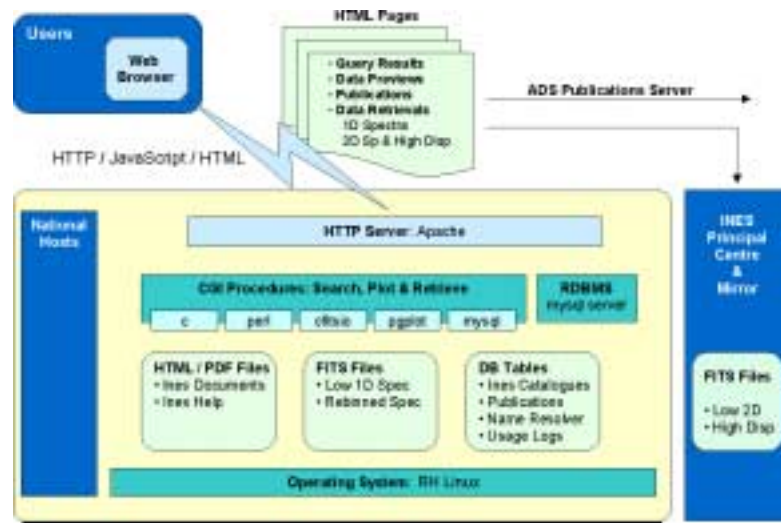 HTML Pages
Users
Web
Browser
- Query Results
- Data Previews
- Publications
- Data Retrievals
1D Spectra
2D Sp & High Disp
ADS Publications Server
HTTP / JavaScript / HTML
National
Hosts
HTTP Server: Apache
INES
Principal
Centre
&
Mirror
CGI Procedures: Search, Plot & Retrieve
c
perl
cfitsio
pgplot
mysql
RDBMS
mysql server
HTML / PDF Files
• Ines Documents
• Ines Help
FITS Files
• Low 1D Spec
• Rebinned Spec
DB Tables
• Ines Catalogues
• Publications
• Name Resolver
• Usage Logs
FITS Files
• Low 2D
• High Disp
Operating System: RH Linux